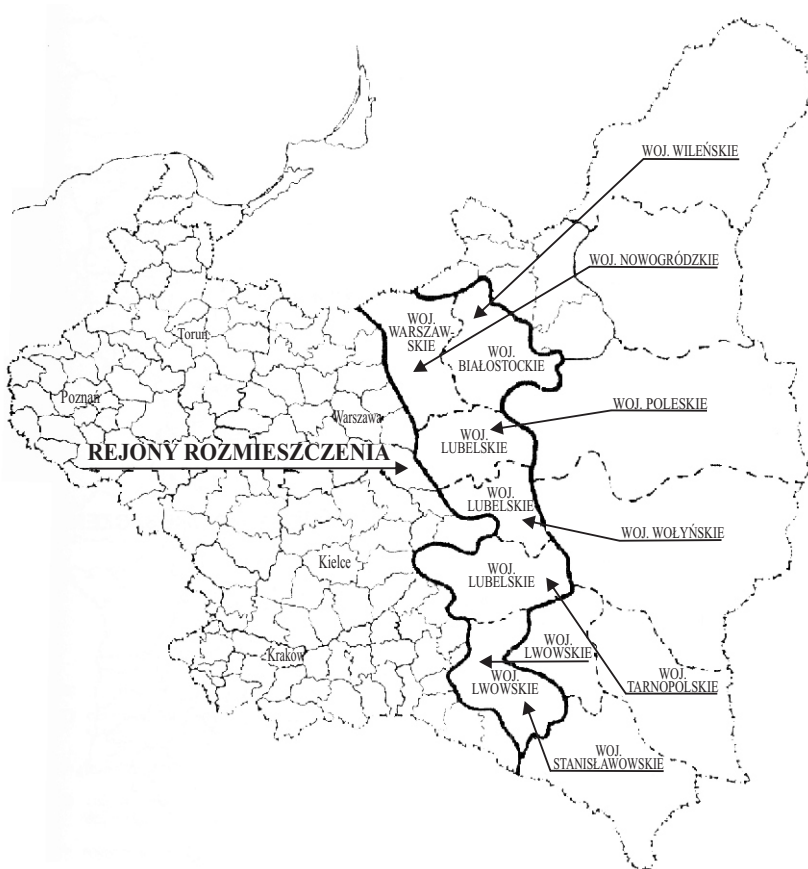 WOJ. WILEŃSKIE
WOJ. NOWOGRÓDZKIE
WOJ.
WARSZAW-
SKIE
Toruń
WOJ.
BIAŁOSTOCKIE
Poznań
WOJ. POLESKIE
Warszawa
WOJ.
LUBELSKIE
REJONY ROZMIESZCZENIA
WOJ.
LUBELSKIE
WOJ. WOŁYŃSKIE
Kielce
WOJ.
LUBELSKIE
WOJ.
LWOWSKIE
Kraków
WOJ.
LWOWSKIE
WOJ.
TARNOPOLSKIE
WOJ.
STANISŁAWOWSKIE